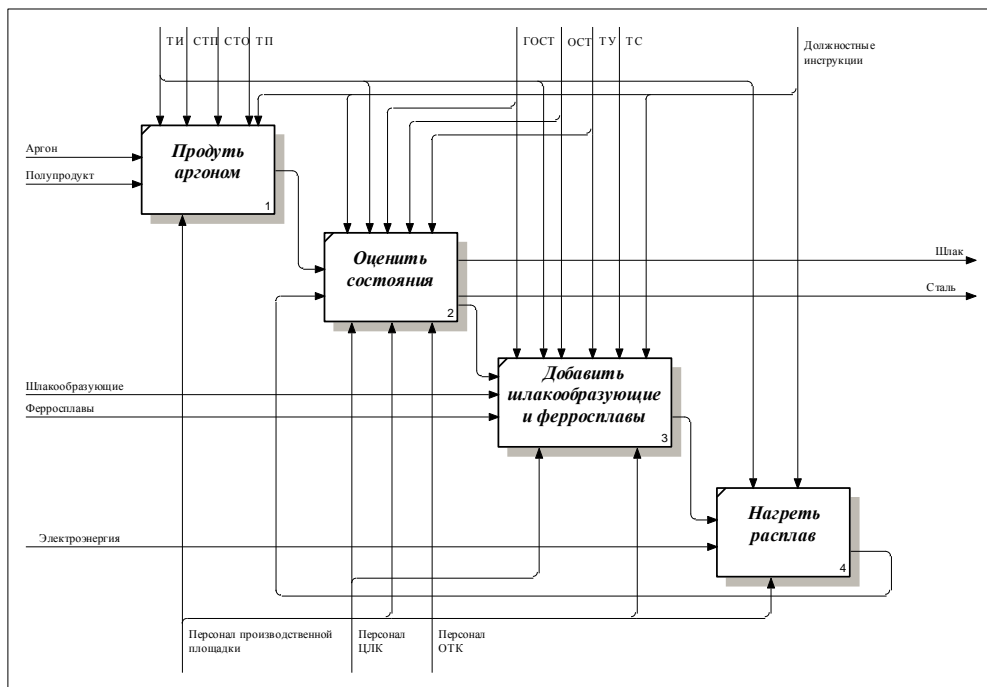 ТИ СТП СТО ТП ГОСТ ОСТ ТУ ТС
Должностные
инструкции
Аргон
Полупродукт
Продуть
аргоном
1
Оценить
состояния
2
Шлак
Сталь
Шлакообразующие
Ферросплавы
Добавить
шлакообразующие
и ферросплавы
3
Электроэнергия
Нагреть
расплав
4
Персонал производственной
площадки
Персонал
ЦЛК
Персонал
ОТК